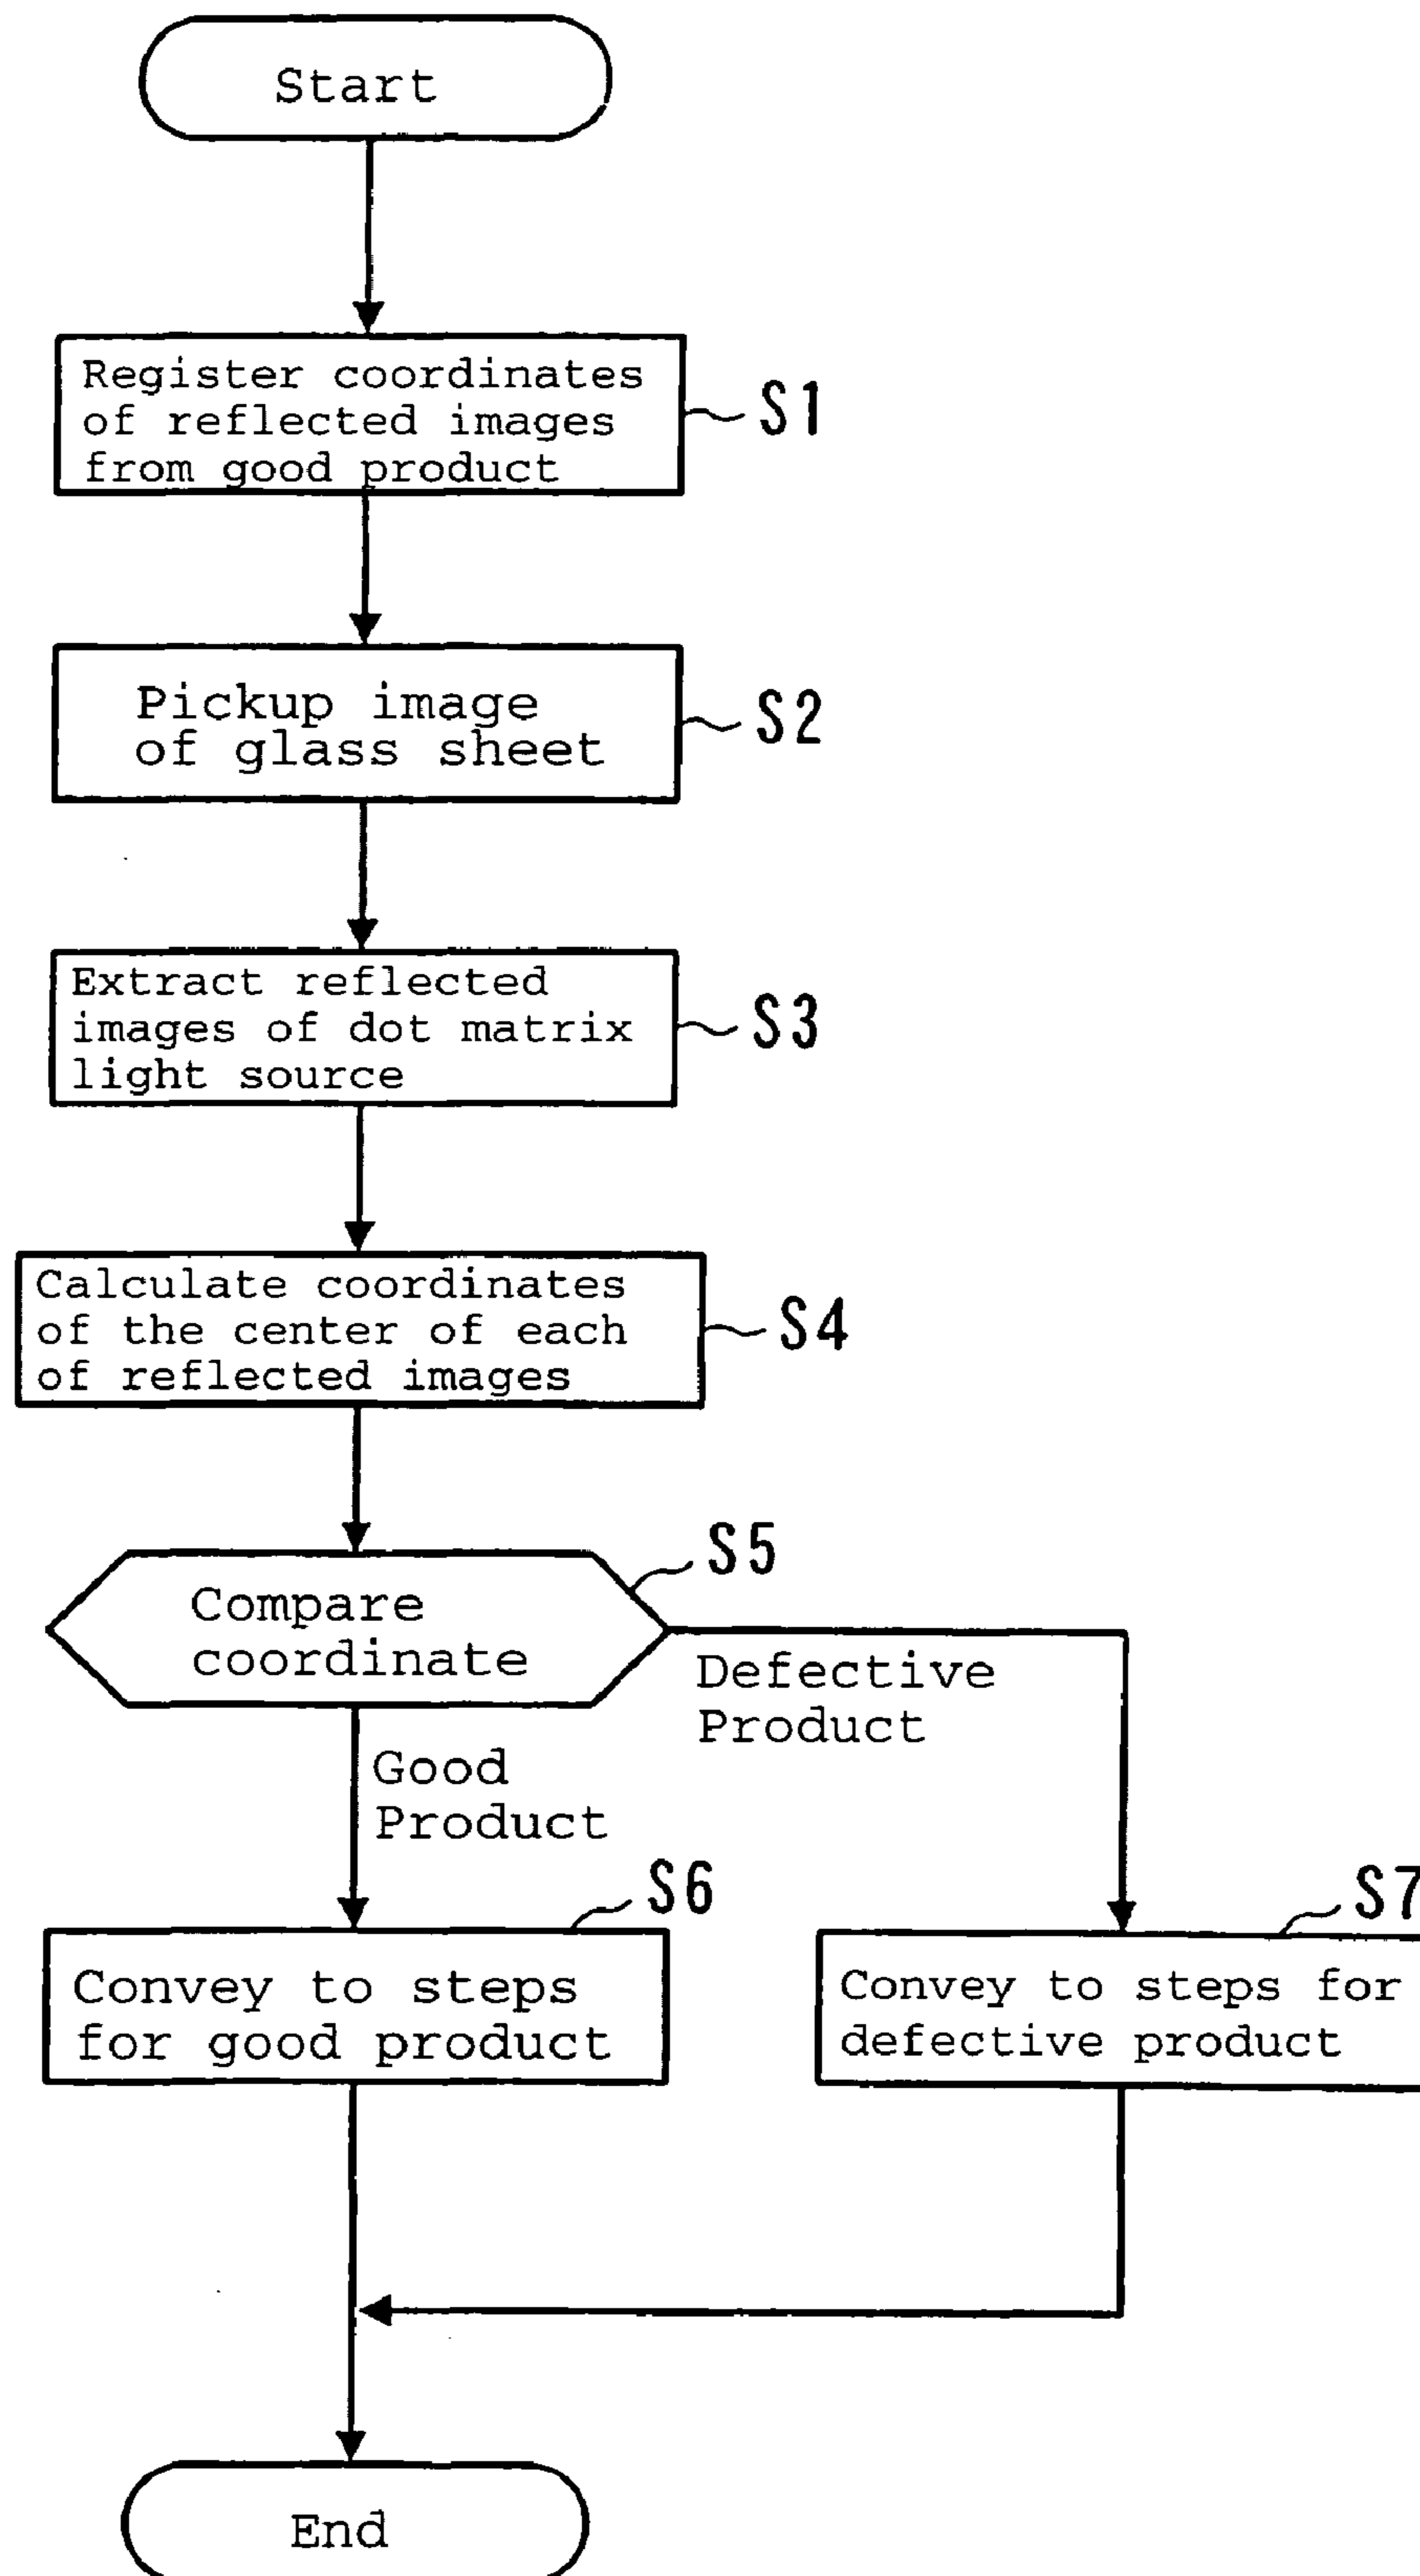 Start
Register coordinates
of reflected images
from good product
S1
Pickup image
of glass sheet
S2
Extract reflected
images of dot matrix
light source
S3
Calculate coordinates
of the center of each
of reflected images
S4
S5
Compare
coordinate
Defective
Product
Good
Product
S6
S7
Convey to steps
for good product
Convey to steps for
defective product
End